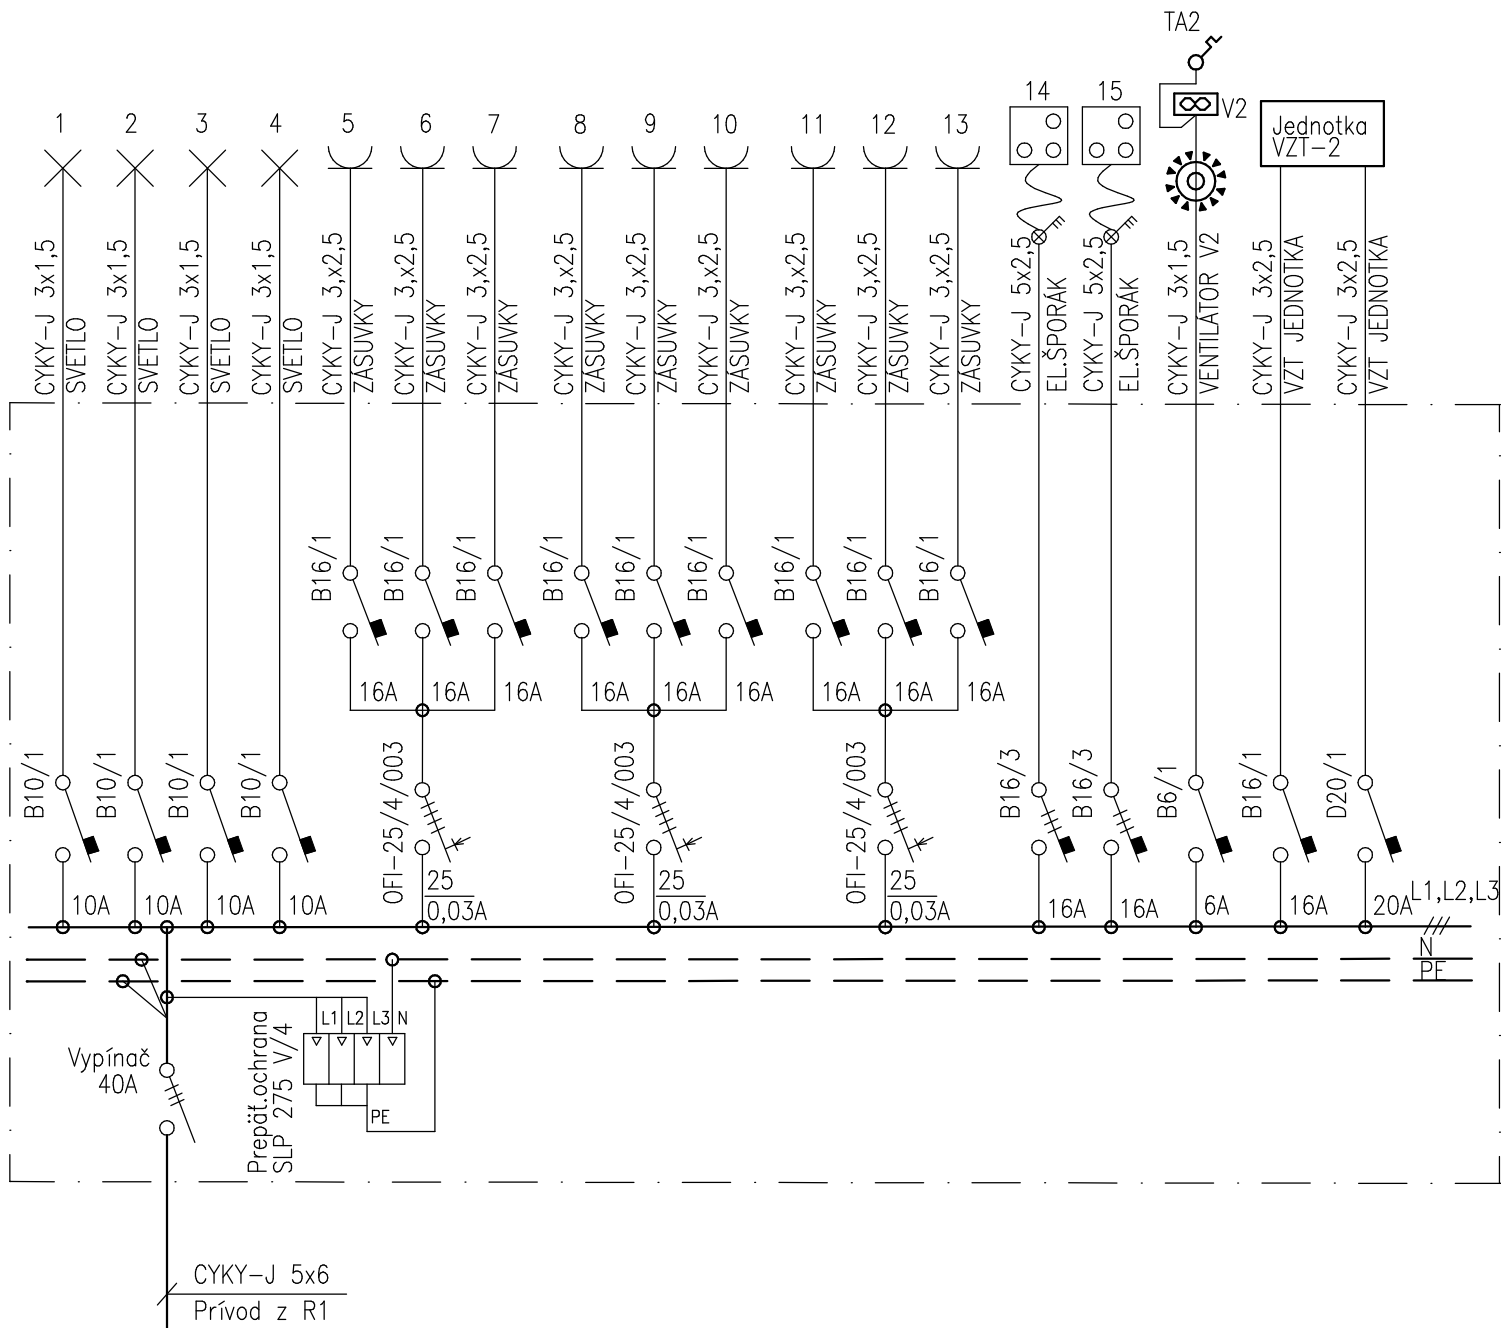 TA2
1 2 3 4 5 6 7 8 9 10 11 12 13 14 15
V2
Jednotka
VZT-2
CYKY-J 3x1,5
SVETLO
CYKY-J 3x1,5
SVETLO
CYKY-J 3x1,5
SVETLO
CYKY-J 3x1,5
SVETLO
CYKY-J 3,x2,5
ZÁSUVKY
CYKY-J 3,x2,5
ZÁSUVKY
CYKY-J 3,x2,5
ZÁSUVKY
CYKY-J 3,x2,5
ZÁSUVKY
CYKY-J 3,x2,5
ZÁSUVKY
CYKY-J 3,x2,5
ZÁSUVKY
CYKY-J 3,x2,5
ZÁSUVKY
CYKY-J 3,x2,5
ZÁSUVKY
CYKY-J 3,x2,5
ZÁSUVKY
CYKY-J 5x2,5
EL.ŠPORÁK
CYKY-J 5x2,5
EL.ŠPORÁK
CYKY-J 3x1,5
VENTILÁTOR V2
CYKY-J 3x2,5
VZT JEDNOTKA
CYKY-J 3x2,5
VZT JEDNOTKA
B16/1 B16/1 B16/1 B16/1 B16/1 B16/1 B16/1 B16/1 B16/1
16A 16A 16A 16A 16A 16A 16A 16A 16A
B10/1 B10/1 B10/1 B10/1 OFI-25/4/003 OFI-25/4/003 OFI-25/4/003 B16/3 B16/3 B6/1 B16/1 D20/1
25 25 25
10A 10A 10A 10A 0,03A 0,03A 0,03A 16A 16A 6A 16A 20A L1,L2,L3
N
PE
L1 L2 L3 N
Vypínač
40A
Prepäť.ochrana
SLP 275 V/4
PE
CYKY-J 5x6
Prívod z R1